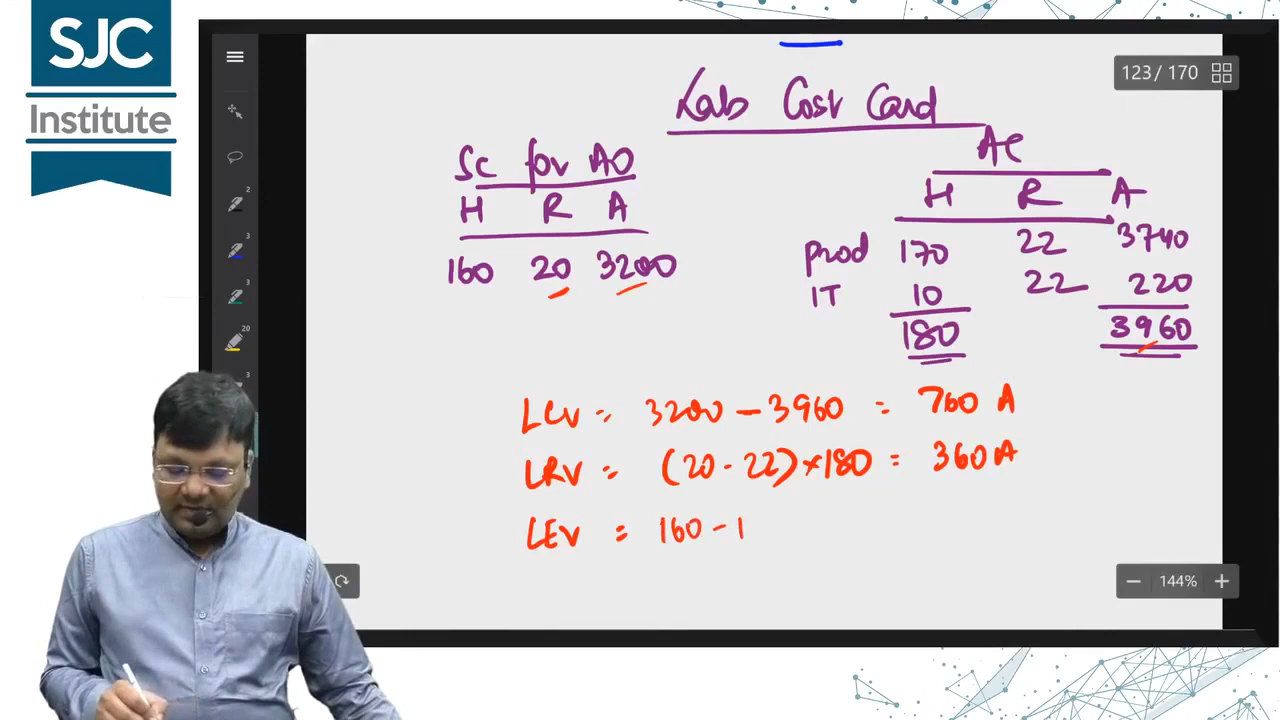 SJC
Institute
123/ 170
Lab Cost Card
Sc for AO
H R A
160 20 3200
AC
H R A
Prod 170 22 3740
IT 10 22 220
180 3960
LCV = 3200 - 3960 = 760 A
LRV = (20 - 22) × 180 = 360 A
LEV = 160 - 1
144%